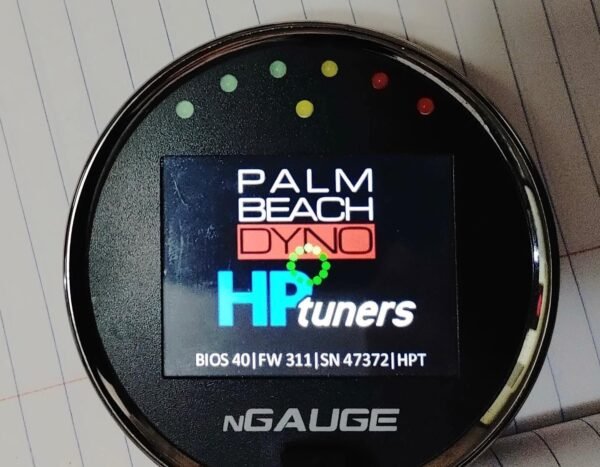 PALM
BEACH
DYNO
HPtuners
BIOS 40|FW 311|SN 47372|HPT
nGAUGE